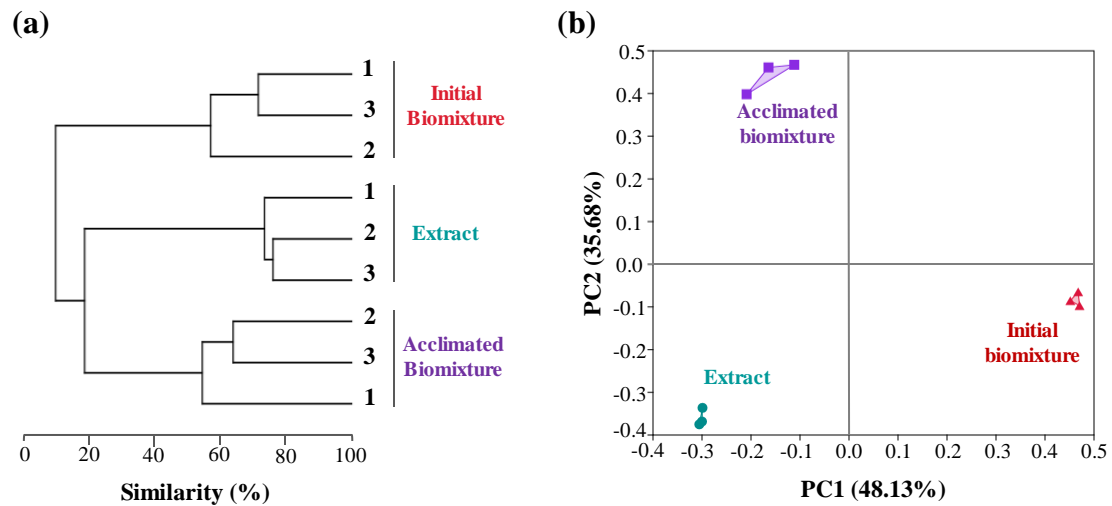 (a)
1
3
2
Initial
Biomixture
1
2
3
Extract
2
3
1
Acclimated
Biomixture
0 20 40 60 80 100
Similarity (%)
(b)
0.5
0.4
0.3
0.2
0.1
0.0
-0.1
-0.2
-0.3
-0.4
PC2 (35.68%)
Acclimated
biomixture
Initial
biomixture
Extract
-0.4 -0.3 -0.2 -0.1 0.0 0.1 0.2 0.3 0.4 0.5
PC1 (48.13%)